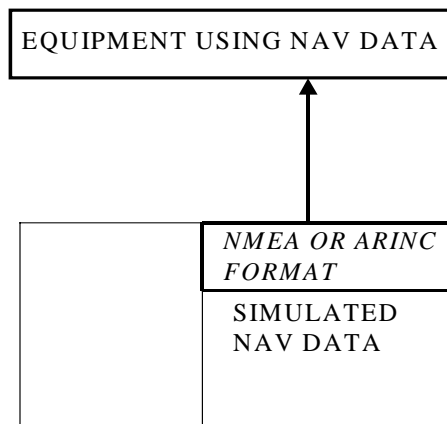 EQUIPMENT USING NAV DATA
NMEA OR ARINC
FORMAT
SIMULATED
NAV DATA